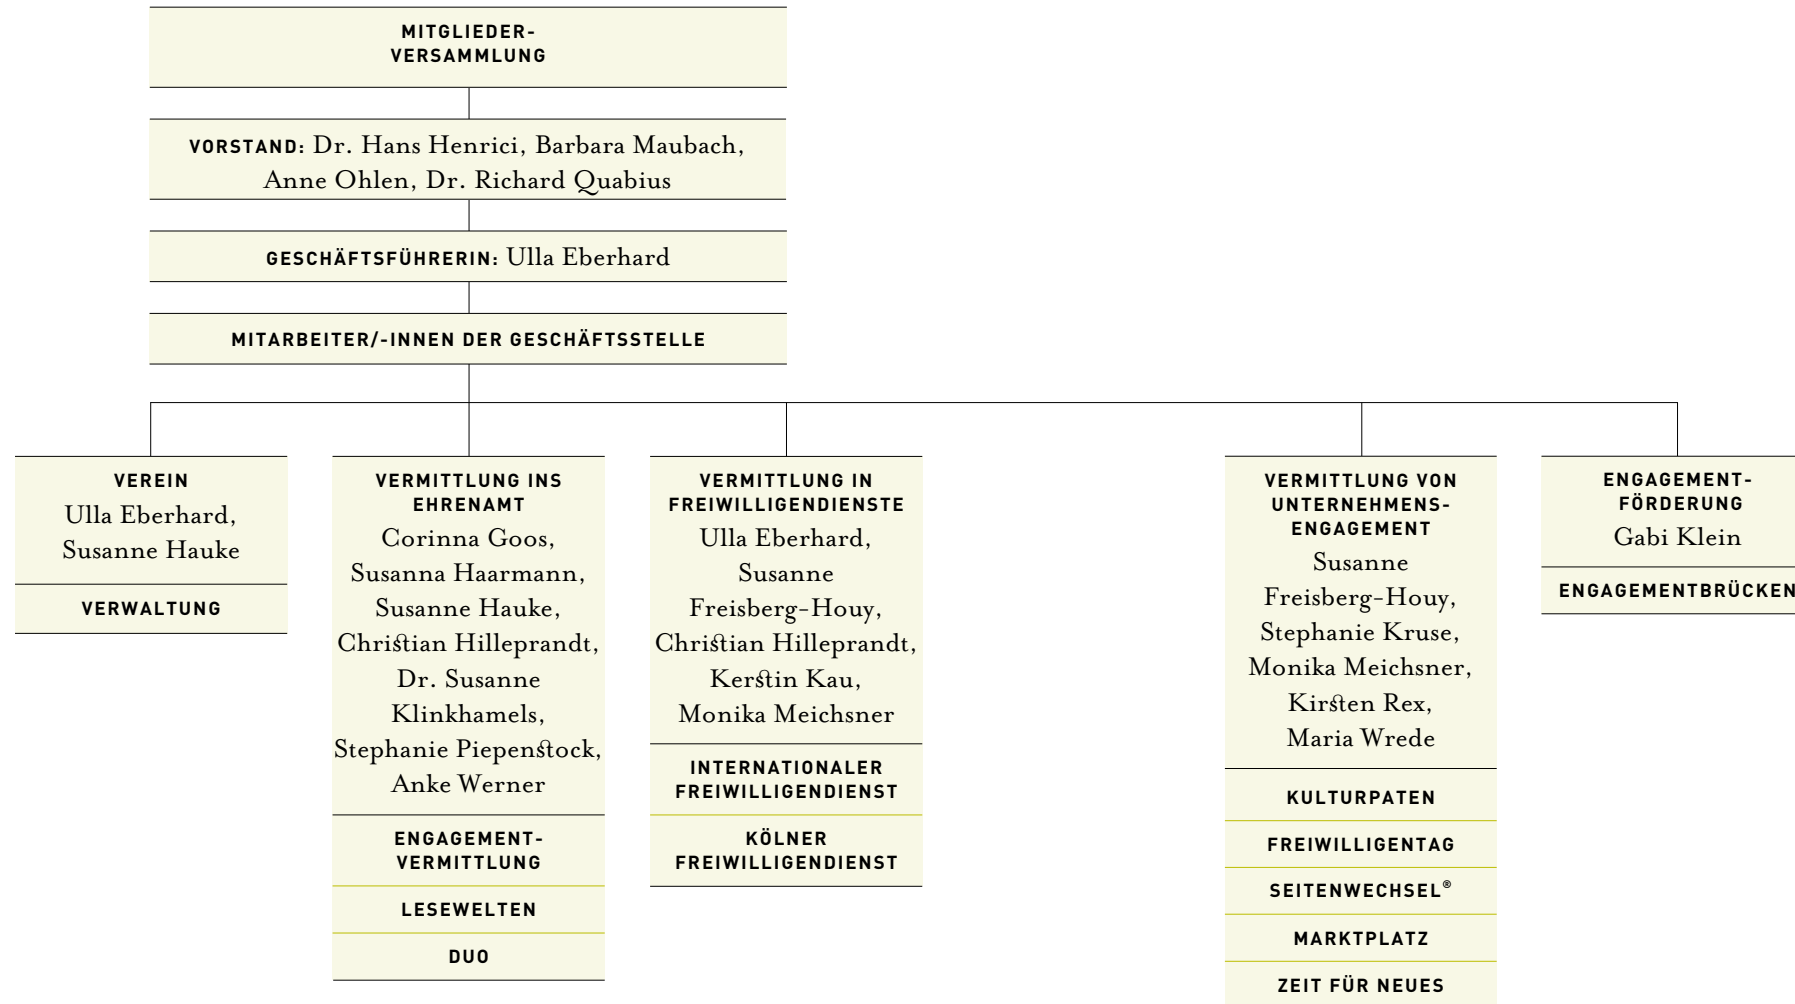 MITGLIEDER-
VERSAMMLUNG
VORSTAND: Dr. Hans Henrici, Barbara Maubach,
Anne Ohlen, Dr. Richard Quabius
GESCHÄFTSFÜHRERIN: Ulla Eberhard
MITARBEITER/-INNEN DER GESCHÄFTSSTELLE
VEREIN
Ulla Eberhard,
Susanne Hauke
VERWALTUNG
VERMITTLUNG INS
EHRENAMT
Corinna Goos,
Susanna Haarmann,
Susanne Hauke,
Christian Hilleprandt,
Dr. Susanne
Klinkhamels,
Stephanie Piepenstock,
Anke Werner
ENGAGEMENT-
VERMITTLUNG
LESEWELTEN
DUO
VERMITTLUNG IN
FREIWILLIGENDIENSTE
Ulla Eberhard,
Susanne
Freisberg-Houy,
Christian Hilleprandt,
Kerstin Kau,
Monika Meichsner
INTERNATIONALER
FREIWILLIGENDIENST
KÖLNER
FREIWILLIGENDIENST
VERMITTLUNG VON
UNTERNEHMENS-
ENGAGEMENT
Susanne
Freisberg-Houy,
Stephanie Kruse,
Monika Meichsner,
Kirsten Rex,
Maria Wrede
KULTURPATEN
FREIWILLIGENTAG
SEITENWECHSEL®
MARKTPLATZ
ZEIT FÜR NEUES
ENGAGEMENT-
FÖRDERUNG
Gabi Klein
ENGAGEMENTBRÜCKEN